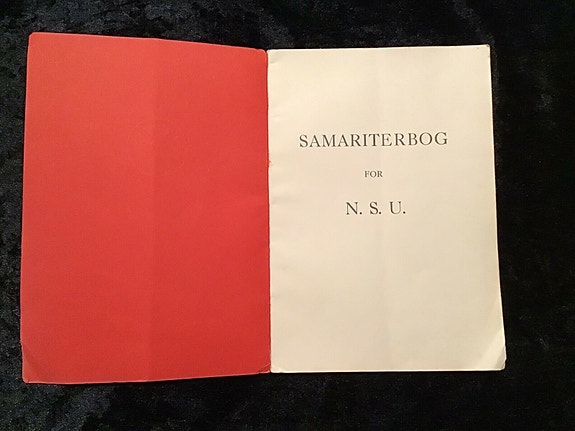 SAMARITERBOG
FOR
N. S. U.